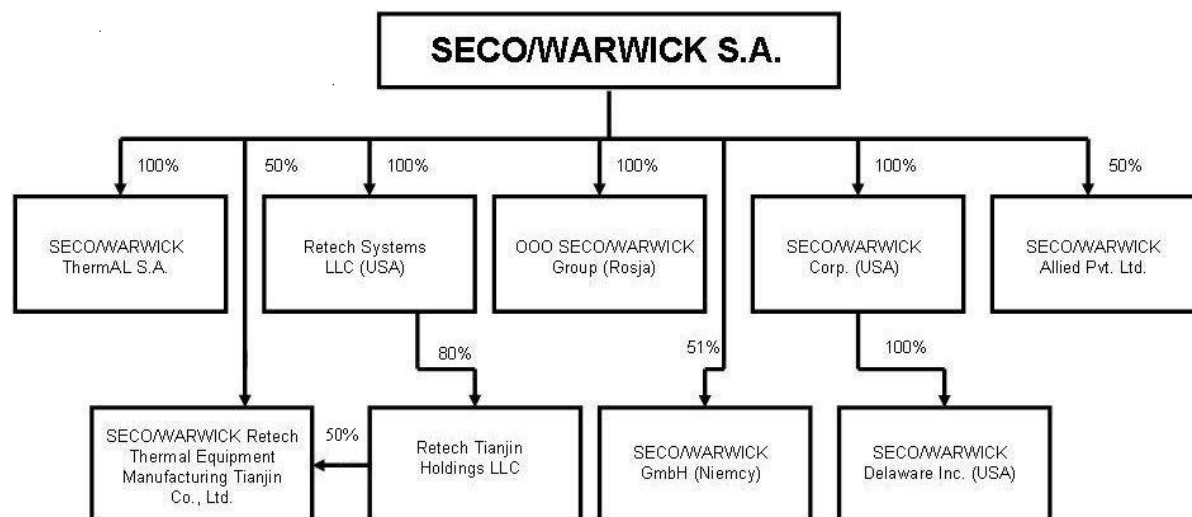 SECO/WARWICK S.A.
100%
50%
100%
100%
100%
50%
SECO/WARWICK
ThermAL S.A.
Retech Systems
LLC (USA)
OOO SECO/WARWICK
Group (Rosja)
SECO/WARWICK
Corp. (USA)
SECO/WARWICK
Allied Pvt. Ltd.
80%
51%
100%
SECO/WARWICK Retech
Thermal Equipment
Manufacturing Tianjin
Co., Ltd.
50%
Retech Tianjin
Holdings LLC
SECO/WARWICK
GmbH (Niemcy)
SECO/WARWICK
Delaware Inc. (USA)